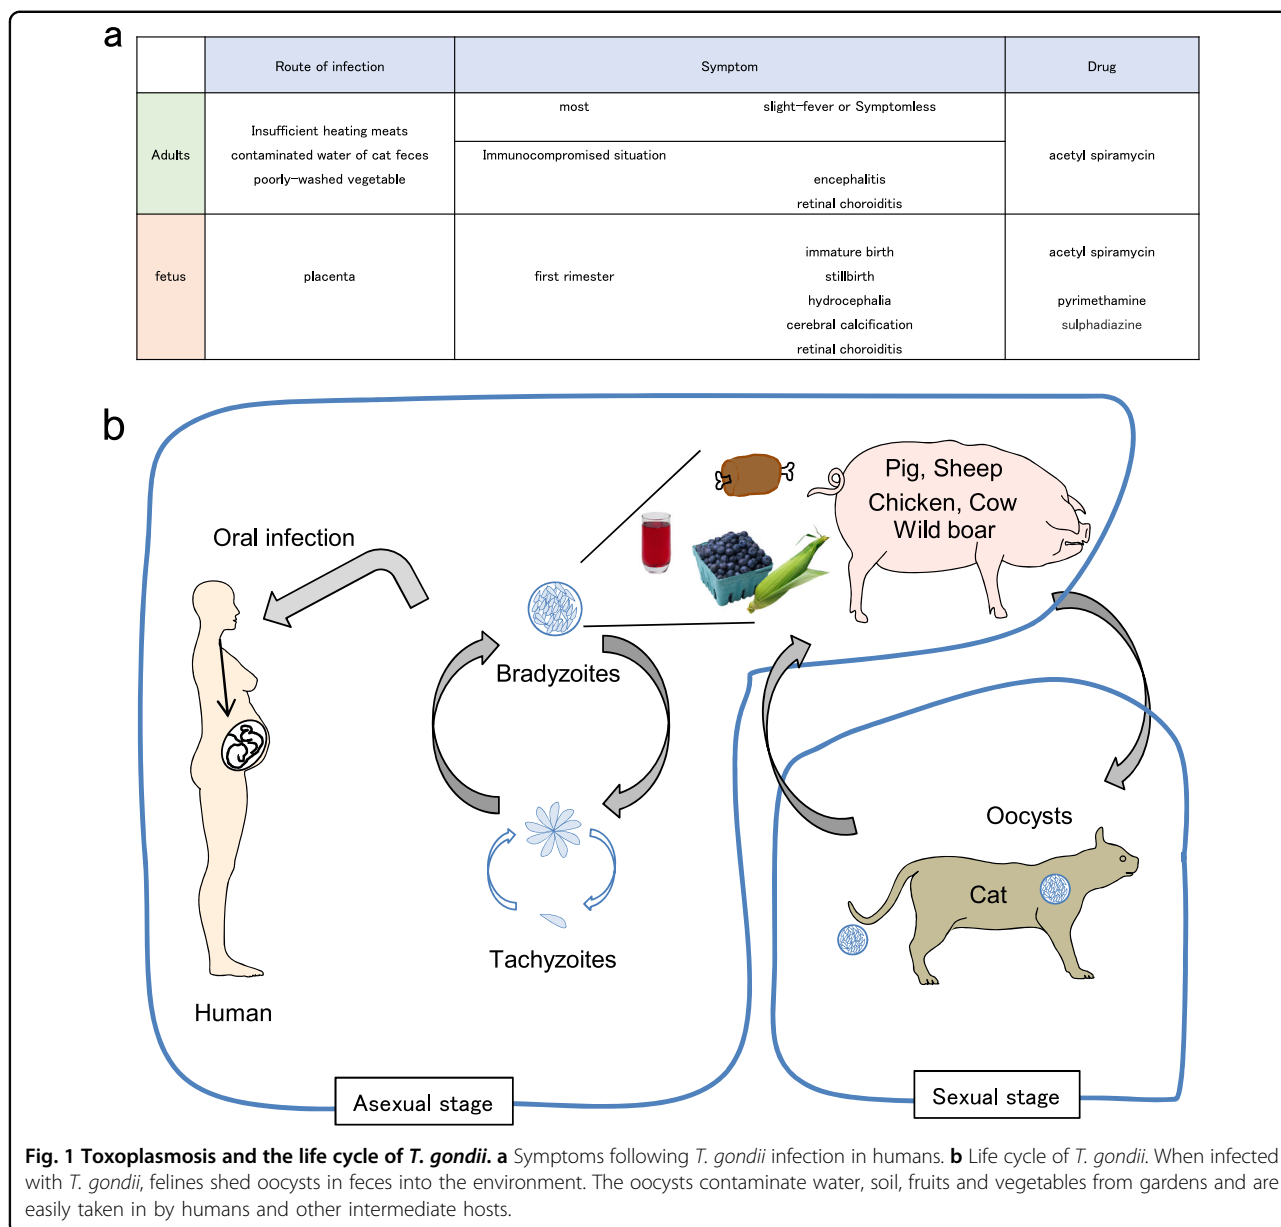 a
Route of infection
Symptom
Drug
Adults
Insufficient heating meats
contaminated water of cat feces
poorly-washed vegetable
most
slight-fever or Symptomless
Immunocompromised situation
encephalitis
retinal choroiditis
acetyl spiramycin
fetus
placenta
first rimester
immature birth
stillbirth
hydrocephalia
cerebral calcification
retinal choroiditis
acetyl spiramycin
pyrimethamine
sulphadiazine
b
Pig, Sheep
Chicken, Cow
Wild boar
Oral infection
Bradyzoites
Oocysts
Cat
Tachyzoites
Human
Asexual stage
Sexual stage
Fig. 1 Toxoplasmosis and the life cycle of T. gondii. a Symptoms following T. gondii infection in humans. b Life cycle of T. gondii. When infected
with T. gondii, felines shed oocysts in feces into the environment. The oocysts contaminate water, soil, fruits and vegetables from gardens and are
easily taken in by humans and other intermediate hosts.